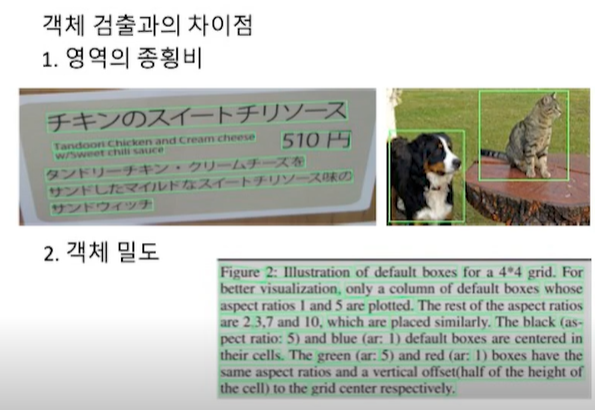 객체 검출과의 차이점
1. 영역의 종횡비
チキンのスイートチリソース
Tandoori Chicken and Cream cheese
w/Sweet chili sauce
510 円
タンドリーチキン・クリームチーズを
サンドしたマイルドなスイートチリソース味の
サンドウィッチ
2. 객체 밀도
Figure 2: Illustration of default boxes for a 4*4 grid. For
better visualization, only a column of default boxes whose
aspect ratios 1 and 5 are plotted. The rest of the aspect ratios
are 2,3,7 and 10, which are placed similarly. The black (as-
pect ratio: 5) and blue (ar: 1) default boxes are centered in
their cells. The green (ar: 5) and red (ar: 1) boxes have the
same aspect ratios and a vertical offset(half of the height of
the cell) to the grid center respectively.